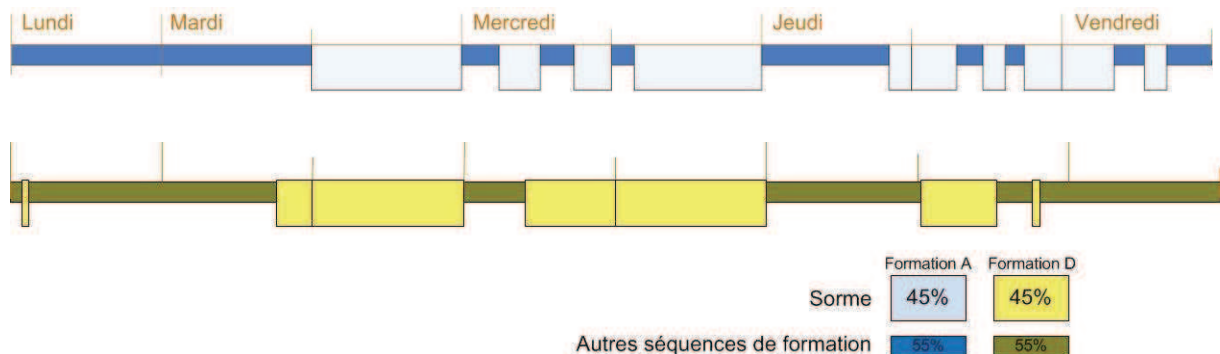 Lundi Mardi Mercredi Jeudi Vendredi
Formation A Formation D
Sorme 45% 45%
Autres séquences de formation 55% 55%